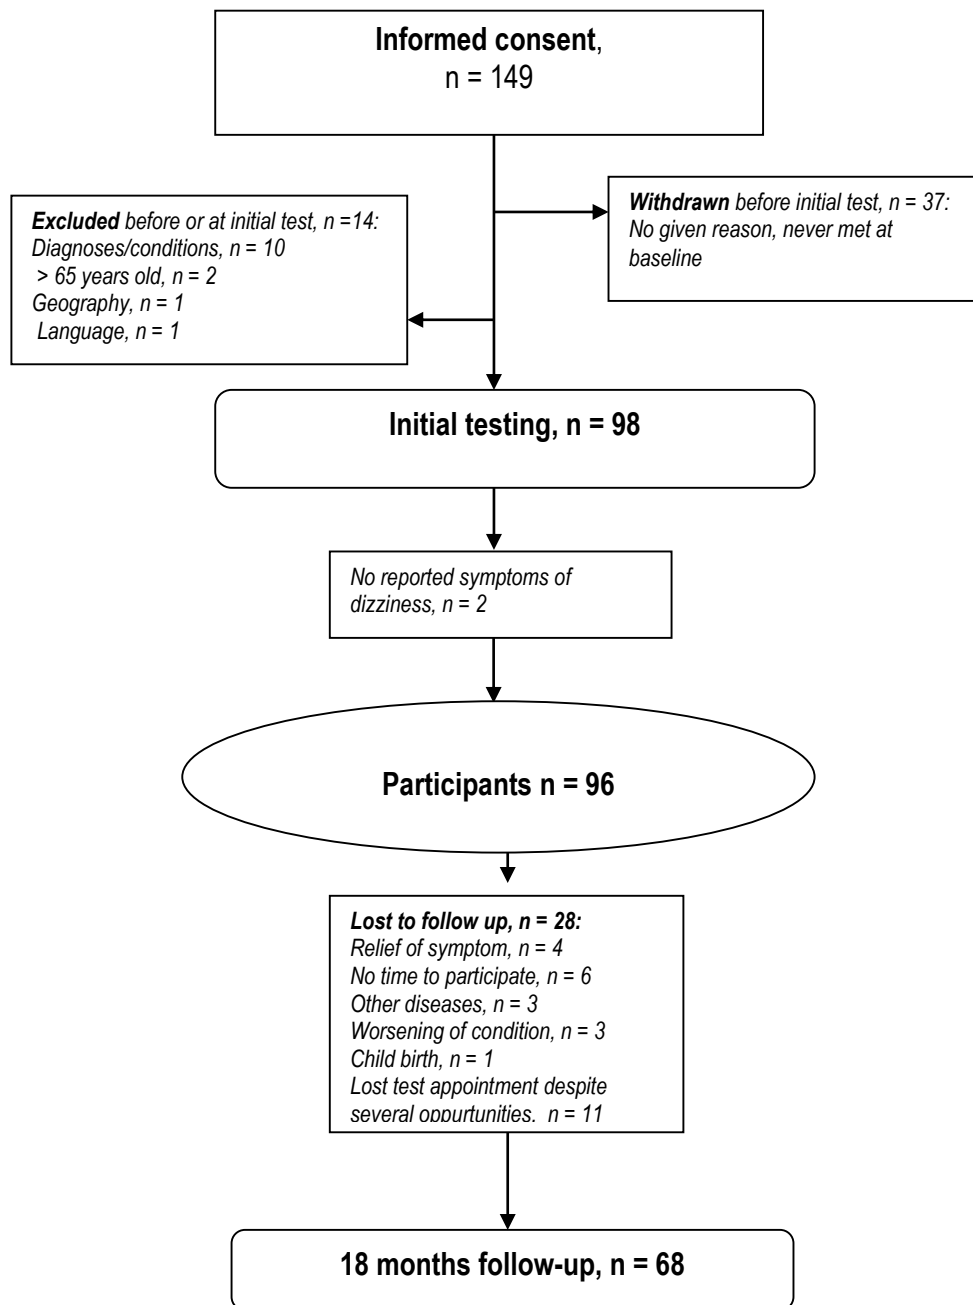 Informed consent,
n = 149
Excluded before or at initial test, n =14:
Diagnoses/conditions, n = 10
> 65 years old, n = 2
Geography, n = 1
Language, n = 1
Withdrawn before initial test, n = 37:
No given reason, never met at
baseline
Initial testing, n = 98
No reported symptoms of
dizziness, n = 2
Participants n = 96
Lost to follow up, n = 28:
Relief of symptom, n = 4
No time to participate, n = 6
Other diseases, n = 3
Worsening of condition, n = 3
Child birth, n = 1
Lost test appointment despite
several oppurtunities. n = 11
18 months follow-up, n = 68